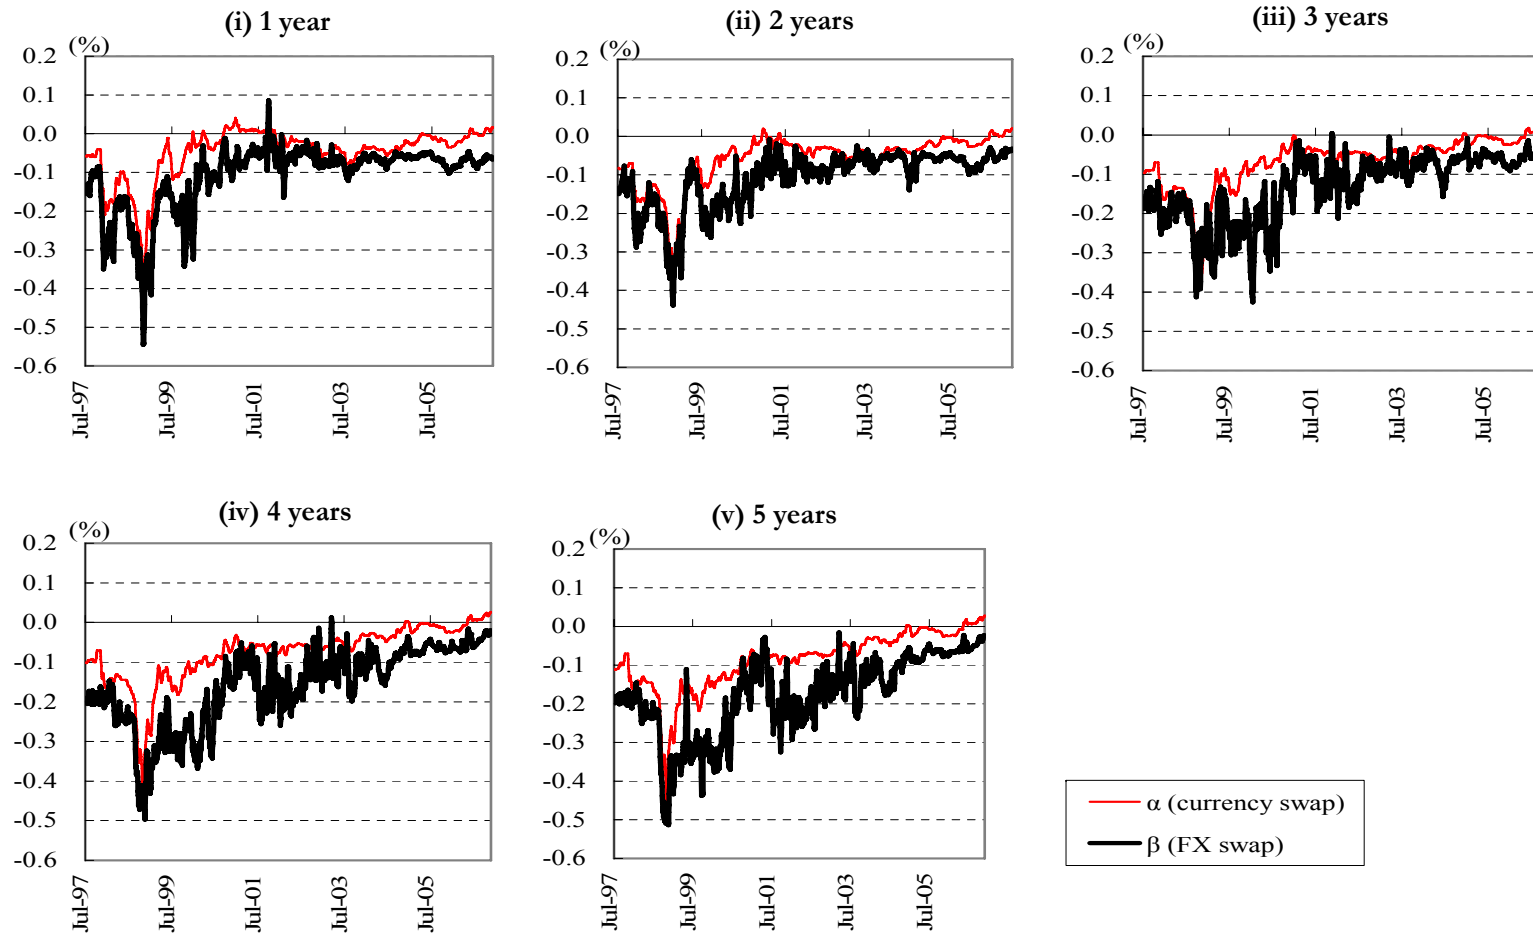 (i) 1 year
(%)
0.2
0.1
0.0
-0.1
-0.2
-0.3
-0.4
-0.5
-0.6
Jul-97
Jul-99
Jul-01
Jul-03
Jul-05
(ii) 2 years
(%)
0.2
0.1
0.0
-0.1
-0.2
-0.3
-0.4
-0.5
-0.6
Jul-97
Jul-99
Jul-01
Jul-03
Jul-05
(iii) 3 years
(%)
0.2
0.1
0.0
-0.1
-0.2
-0.3
-0.4
-0.5
-0.6
Jul-97
Jul-99
Jul-01
Jul-03
Jul-05
(iv) 4 years
(%)
0.2
0.1
0.0
-0.1
-0.2
-0.3
-0.4
-0.5
-0.6
Jul-97
Jul-99
Jul-01
Jul-03
Jul-05
(v) 5 years
(%)
0.2
0.1
0.0
-0.1
-0.2
-0.3
-0.4
-0.5
-0.6
Jul-97
Jul-99
Jul-01
Jul-03
Jul-05
α (currency swap)
β (FX swap)